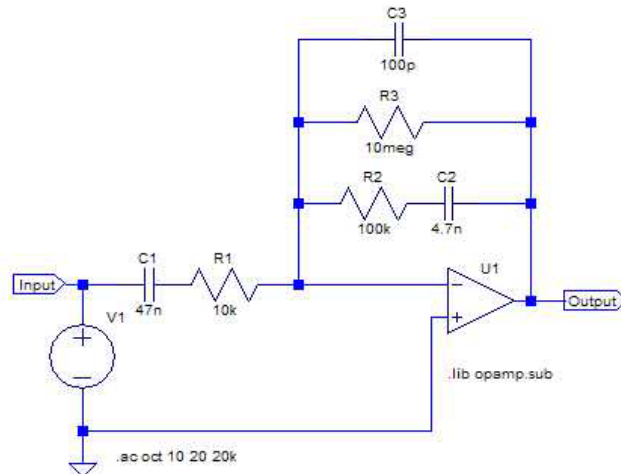 C3
100p
R3
10meg
R2
C2
100k
4.7n
C1
R1
U1
Input
47n
10k
Output
V1
.lib opamp.sub
.ac oct 10 20 20k